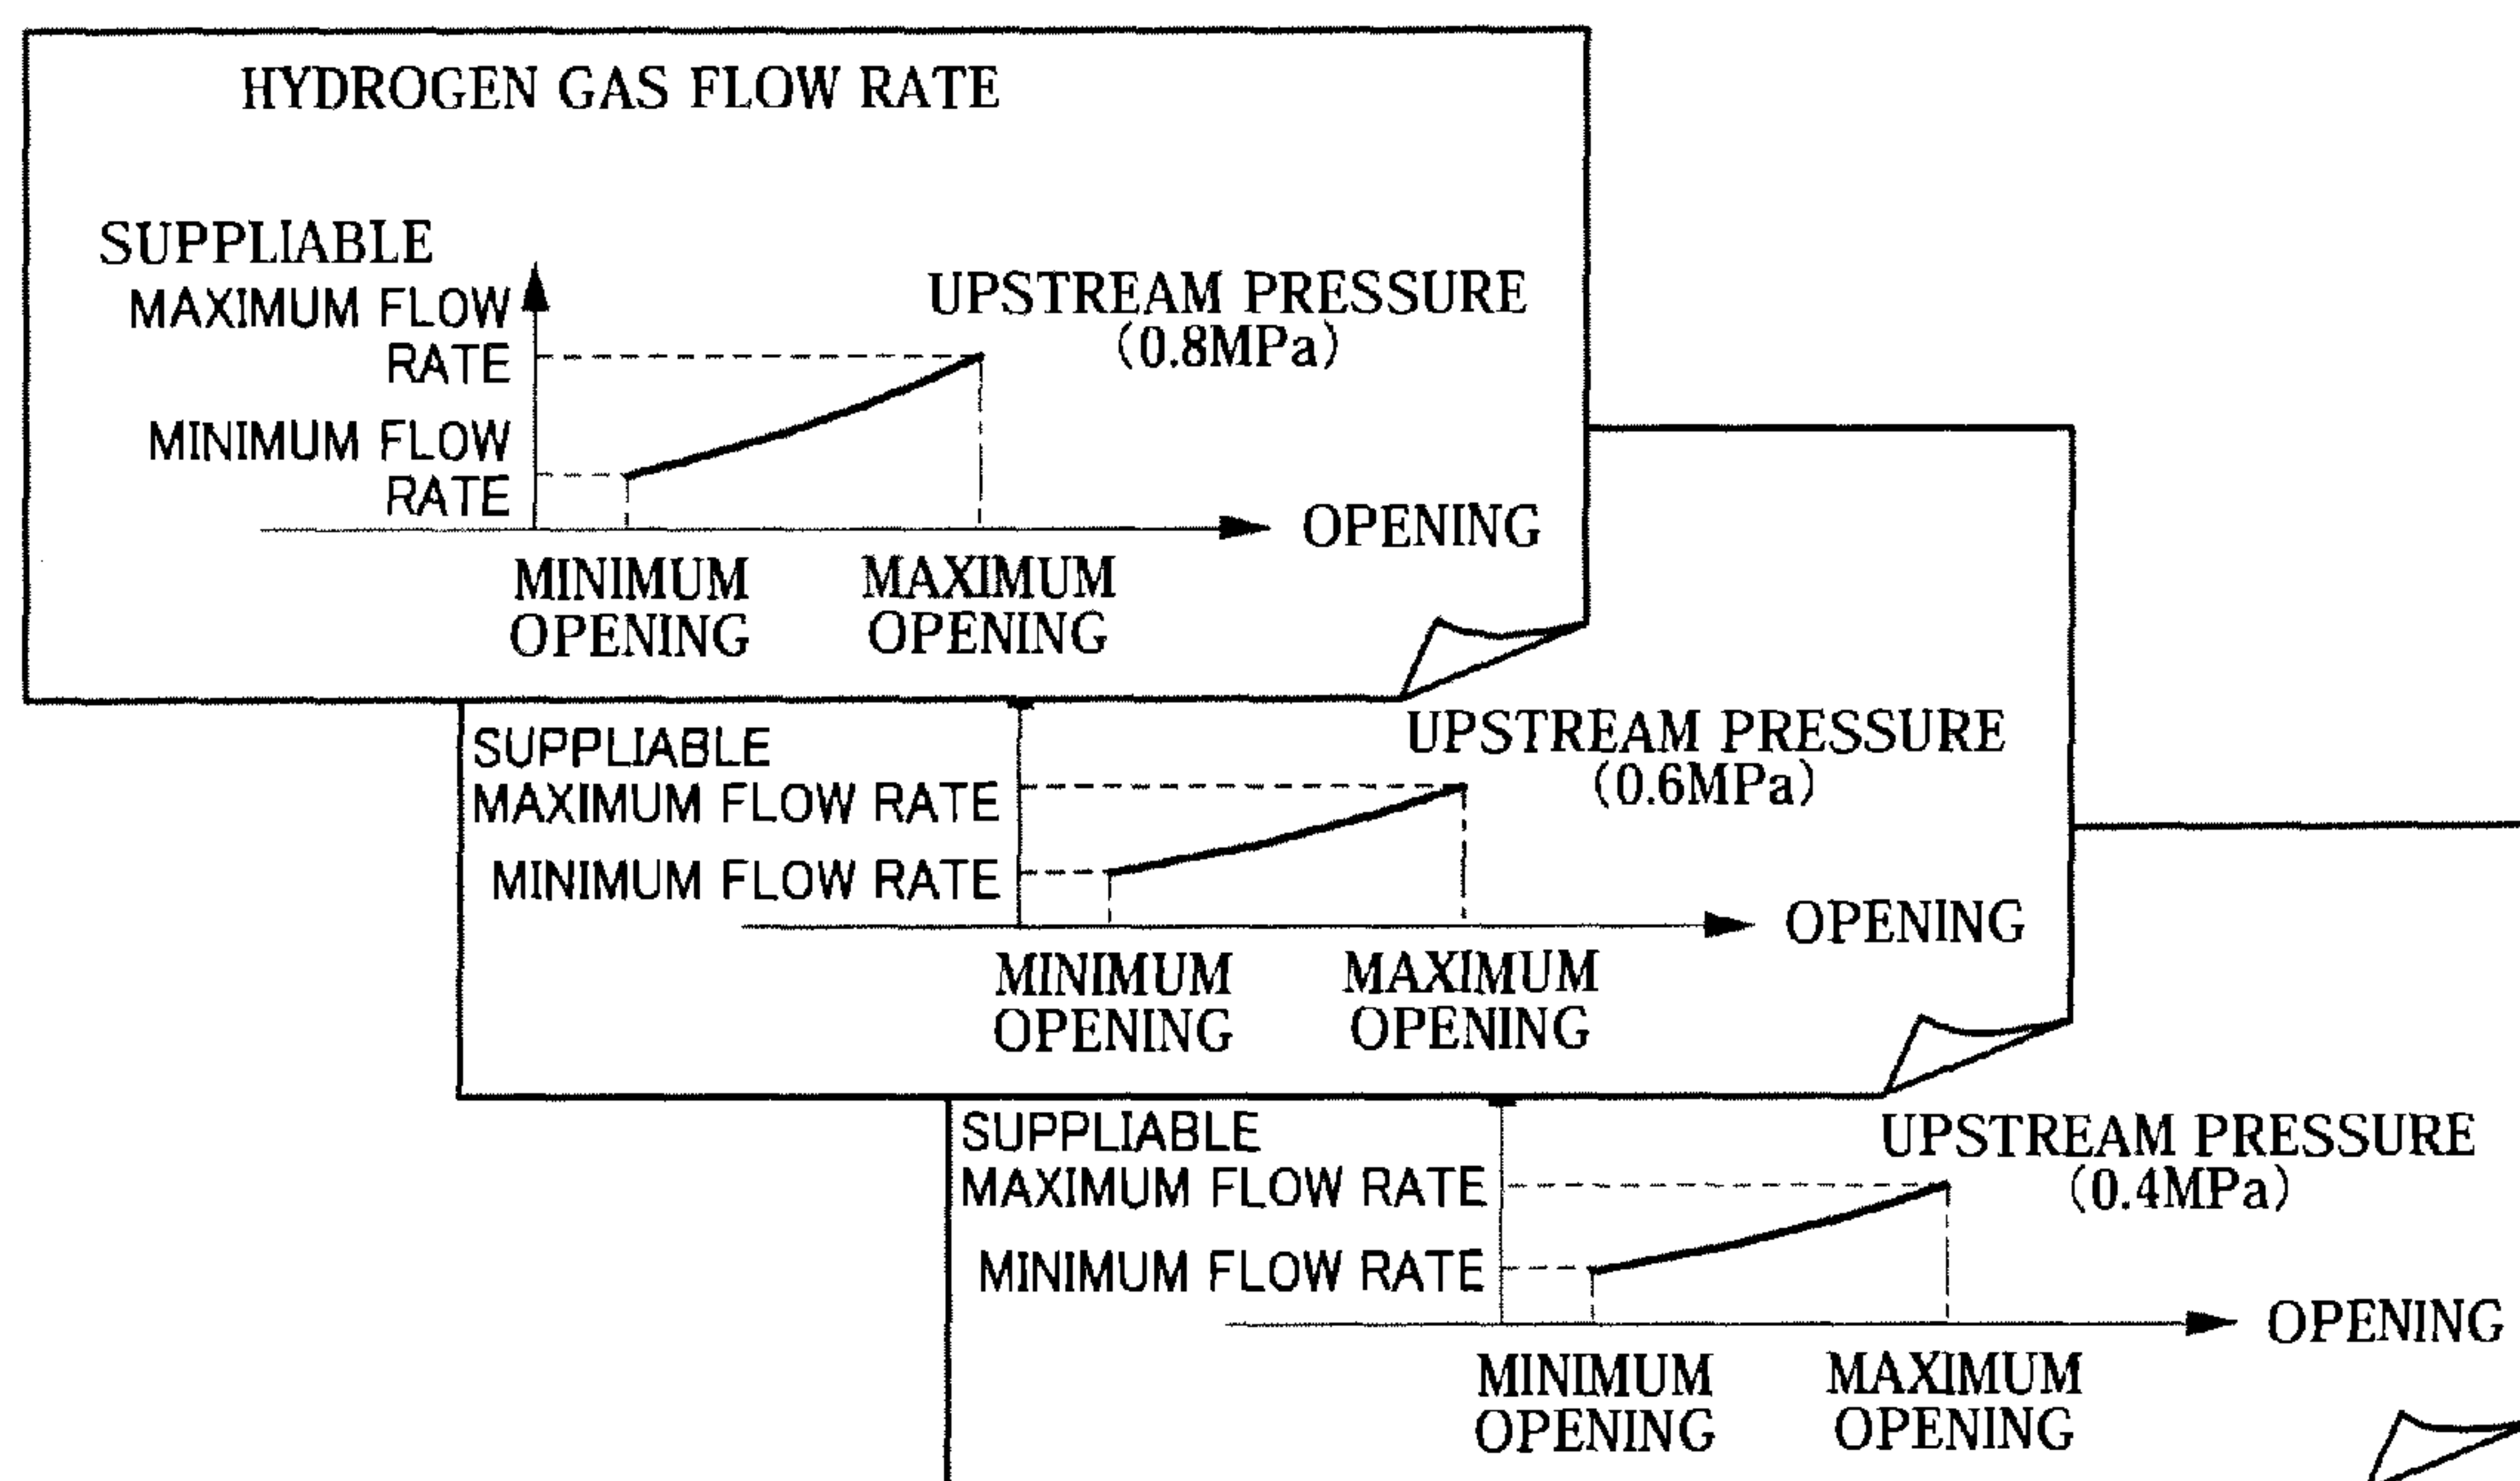 HYDROGEN GAS FLOW RATE
SUPPLIABLE
MAXIMUM FLOW
RATE
UPSTREAM PRESSURE
(0.8MPa)
MINIMUM FLOW
RATE
OPENING
MINIMUM
OPENING
MAXIMUM
OPENING
SUPPLIABLE
MAXIMUM FLOW RATE
UPSTREAM PRESSURE
(0.6MPa)
MINIMUM FLOW RATE
OPENING
MINIMUM
OPENING
MAXIMUM
OPENING
SUPPLIABLE
MAXIMUM FLOW RATE
UPSTREAM PRESSURE
(0.4MPa)
MINIMUM FLOW RATE
OPENING
MINIMUM
OPENING
MAXIMUM
OPENING